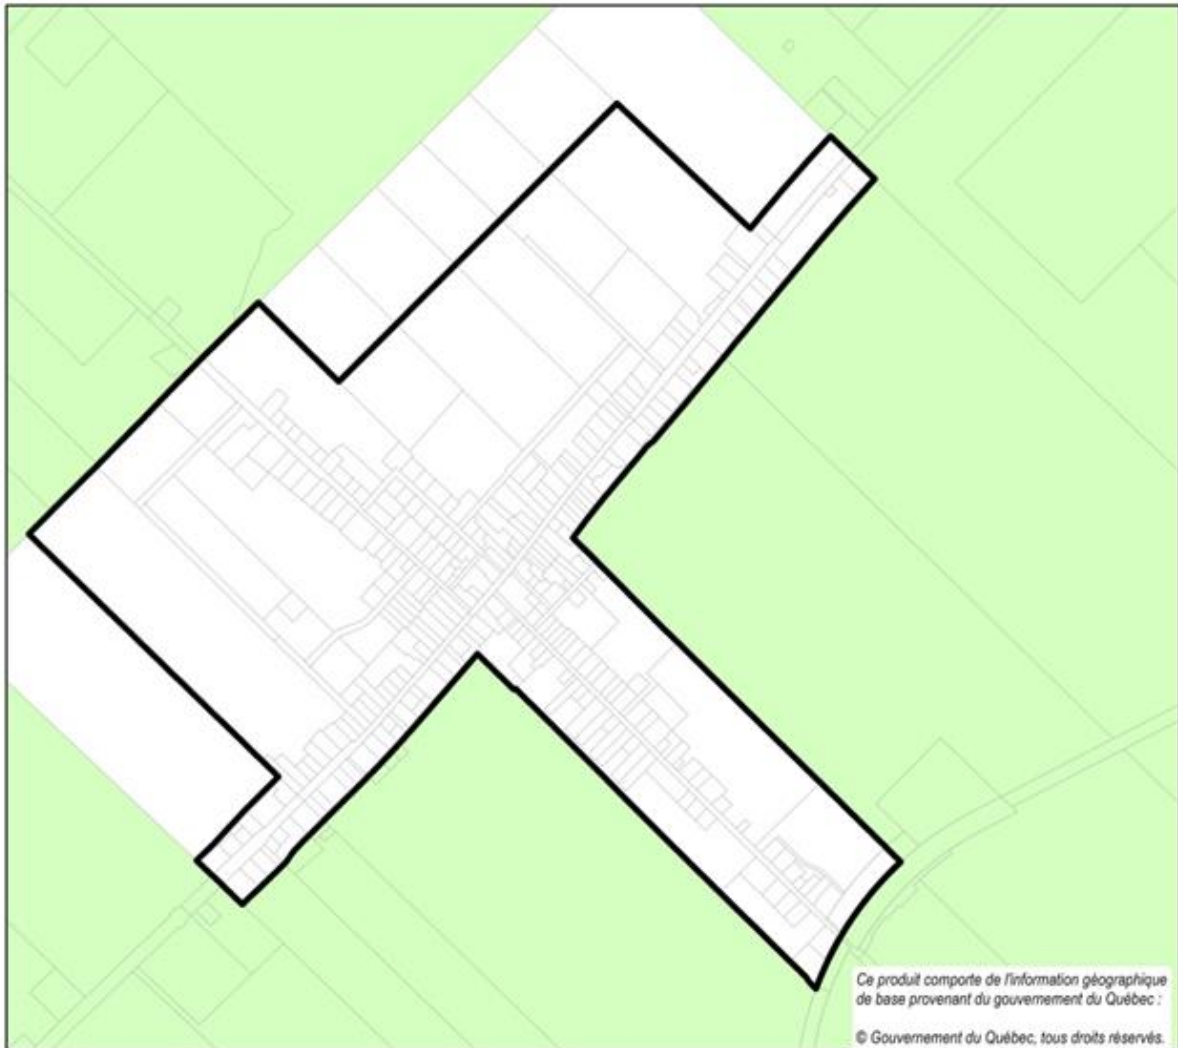 Ce produit comporte de l'information géographique
de base provenant du gouvernement du Québec :
© Gouvernement du Québec, tous droits réservés.